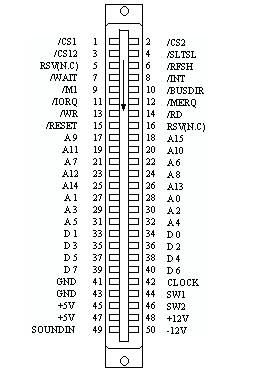 /CS1 1 2 /CS2
/CS12 3 4 /SLTSL
RSV(N.C) 5 6 /RFSH
/WAIT 7 8 /INT
/M1 9 10 /BUSDIR
/IORQ 11 12 /MERQ
/WR 13 14 /RD
/RESET 15 16 RSV(N.C)
A 9 17 18 A15
A11 19 20 A10
A 7 21 22 A 6
A12 23 24 A 8
A14 25 26 A13
A 1 27 28 A 0
A 3 29 30 A 2
A 5 31 32 A 4
D 1 33 34 D 0
D 3 35 36 D 2
D 5 37 38 D 4
D 7 39 40 D 6
GND 41 42 CLOCK
GND 43 44 SW1
+5V 45 46 SW2
+5V 47 48 +12V
SOUNDIN 49 50 -12V